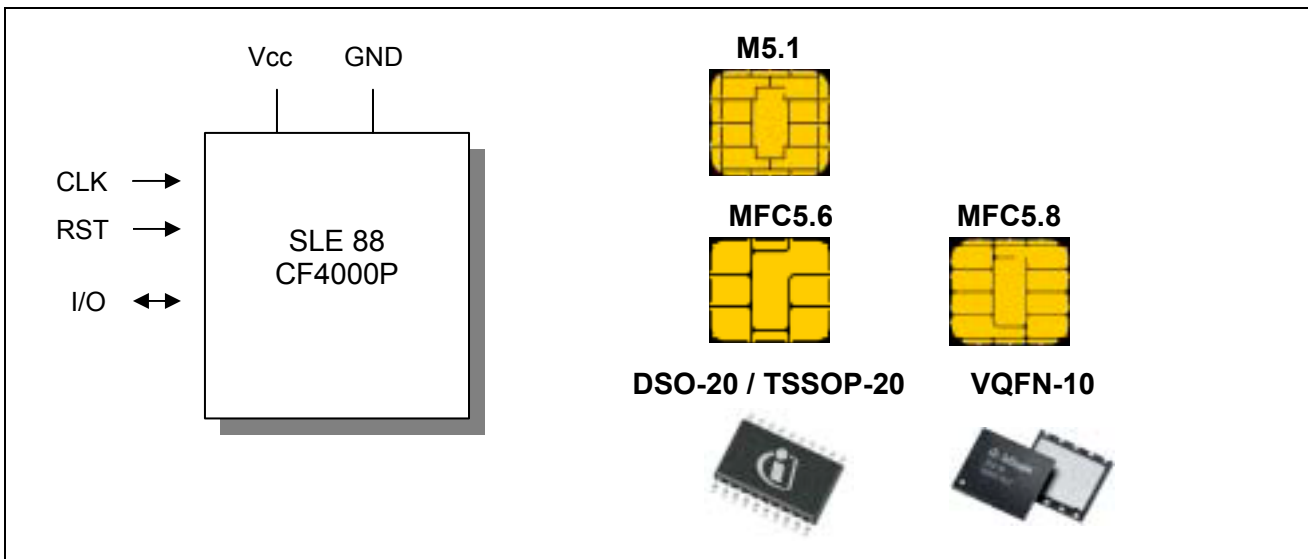 Vcc GND
CLK
RST
I/O
SLE 88
CF4000P
M5.1
MFC5.6 MFC5.8
DSO-20 / TSSOP-20 VQFN-10